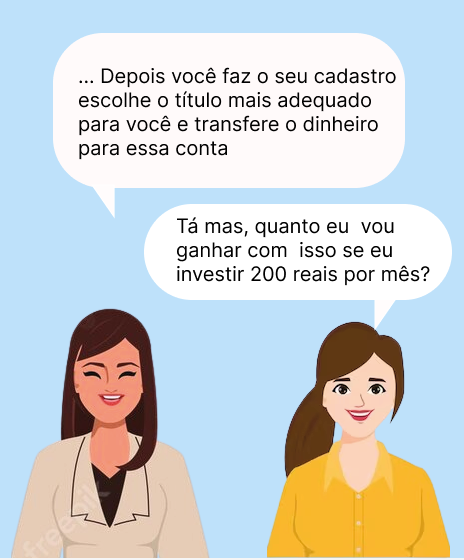 ... Depois você faz o seu cadastro
escolhe o título mais adequado
para você e transfere o dinheiro
para essa conta
Tá mas, quanto eu vou
ganhar com isso se eu
investir 200 reais por mês?
freepik